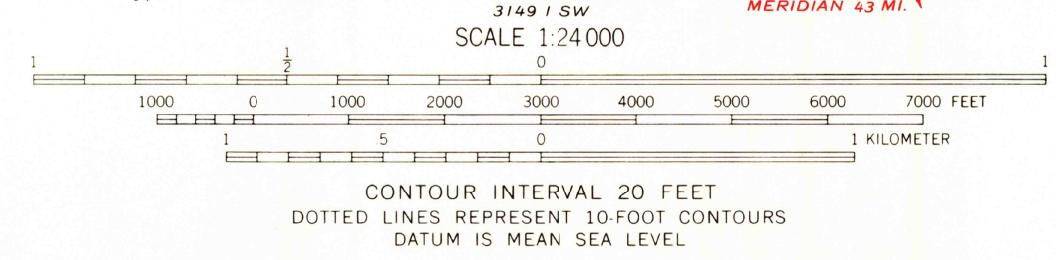 3149 I SW
MERIDIAN 43 MI.
SCALE 1:24 000
1 1/2 0 1
1000 0 1000 2000 3000 4000 5000 6000 7000 FEET
1 .5 0 1 KILOMETER
CONTOUR INTERVAL 20 FEET
DOTTED LINES REPRESENT 10-FOOT CONTOURS
DATUM IS MEAN SEA LEVEL